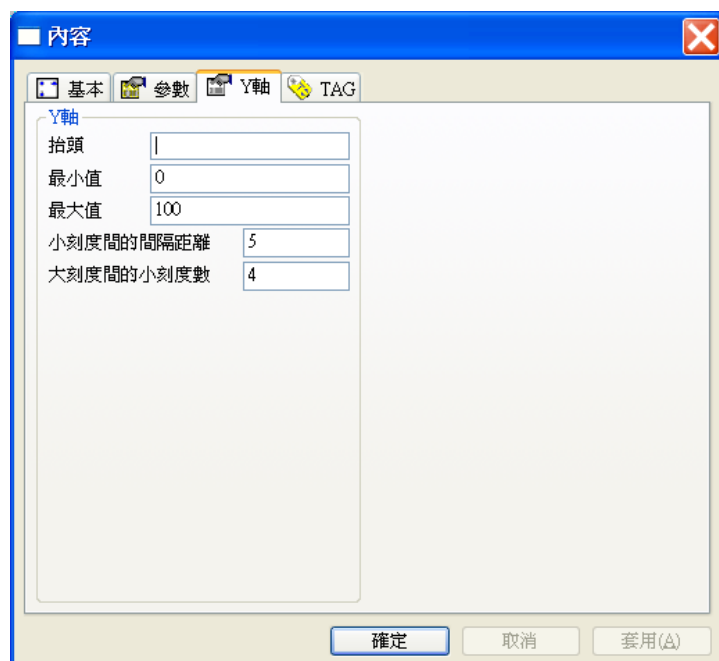 內容
基本 參數 Y軸 TAG
Y軸
抬頭
最小值 0
最大值 100
小刻度間的間隔距離 5
大刻度間的小刻度數 4
確定 取消 套用(A)